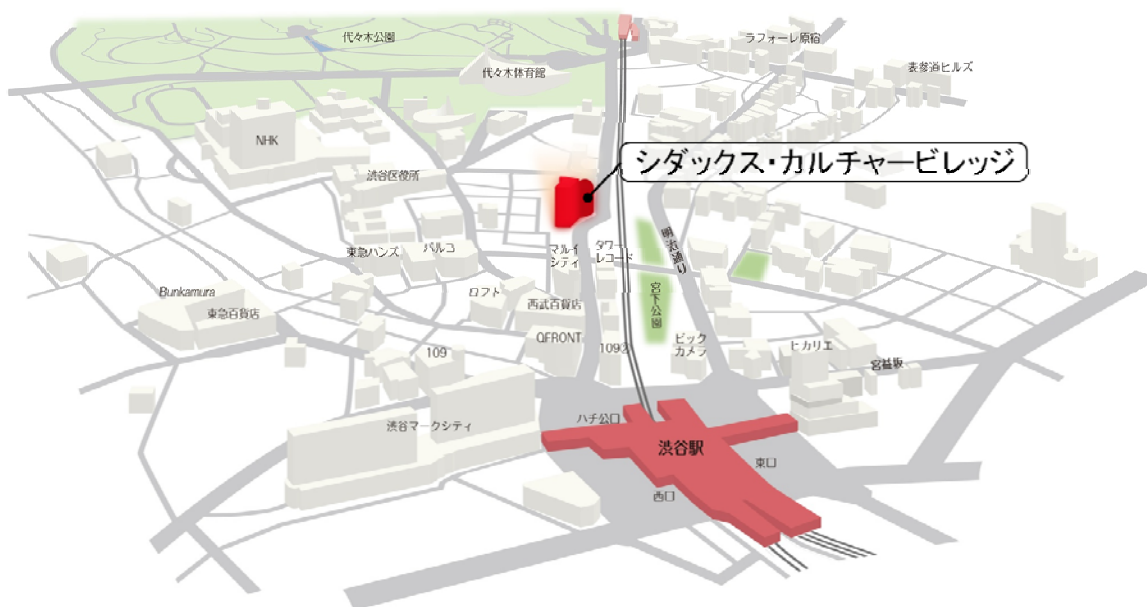 代々木公園
ラフォーレ原宿
代々木体育館
表参道ヒルズ
NHK
シダックス・カルチャービレッジ
渋谷区役所
明治通り
東急ハンズ
パルコ
マルイ
シティ
タワー
レコード
Bunkamura
東急百貨店
ロフト
西武百貨店
宮下公園
QFRONT
109②
ビック
カメラ
ヒカリエ
109
宮益坂
ハチ公口
渋谷マークシティ
渋谷駅
東口
西口